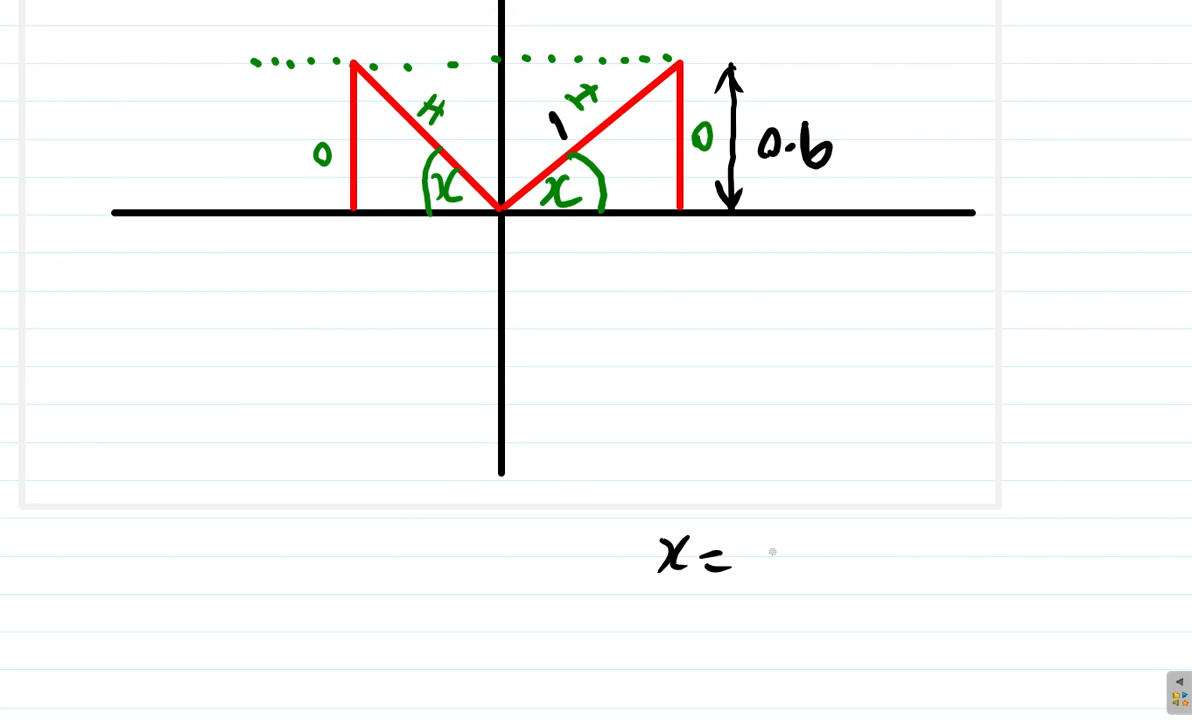 H H
1
O O 0.6
x x
x =